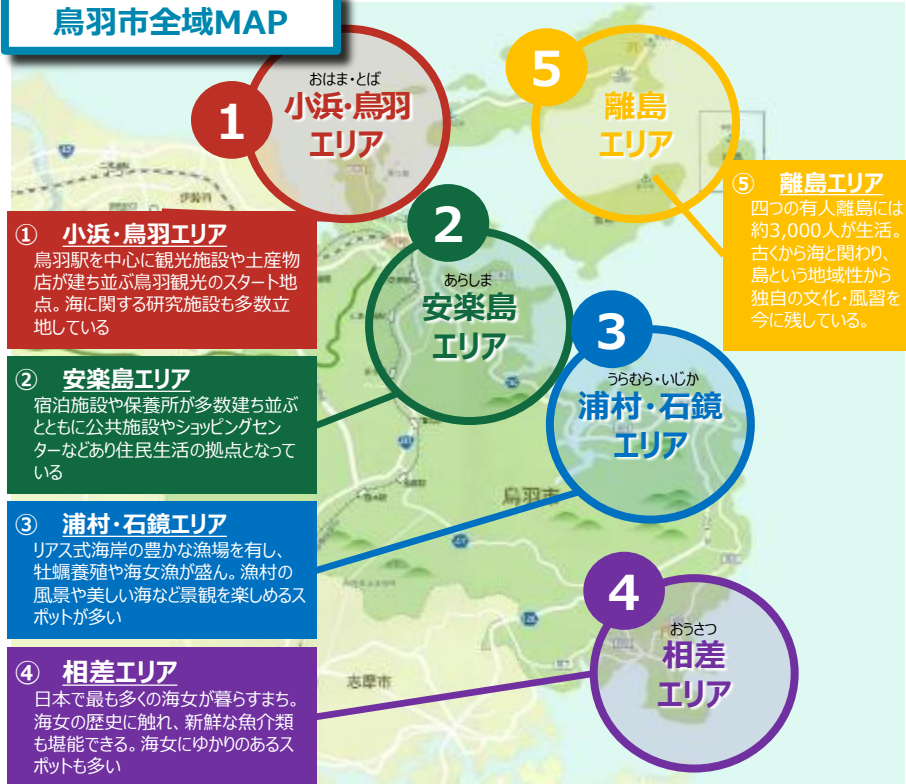 鳥羽市全域MAP
1
おはま・とば
小浜・鳥羽
エリア
5
離島
エリア
2
あらしま
安楽島
エリア
3
うらむら・いじか
浦村・石鏡
エリア
4
おうさつ
相差
エリア
① 小浜・鳥羽エリア
鳥羽駅を中心に観光施設や土産物
店が建ち並ぶ鳥羽観光のスタート地
点。海に関する研究施設も多数立
地している
② 安楽島エリア
宿泊施設や保養所が多数建ち並ぶ
とともに公共施設やショッピングセン
ターなどあり住民生活の拠点となって
いる
③ 浦村・石鏡エリア
リアス式海岸の豊かな漁場を有し、
牡蠣養殖や海女漁が盛ん。漁村の
風景や美しい海など景観を楽しめるス
ポットが多い
④ 相差エリア
日本で最も多くの海女が暮らすまち。
海女の歴史に触れ、新鮮な魚介類
も堪能できる。海女にゆかりのあるス
ポットも多い
⑤ 離島エリア
四つの有人離島には
約3,000人が生活。
古くから海と関わり、
島という地域性から
独自の文化・風習を
今に残している。
鳥羽市
志摩市